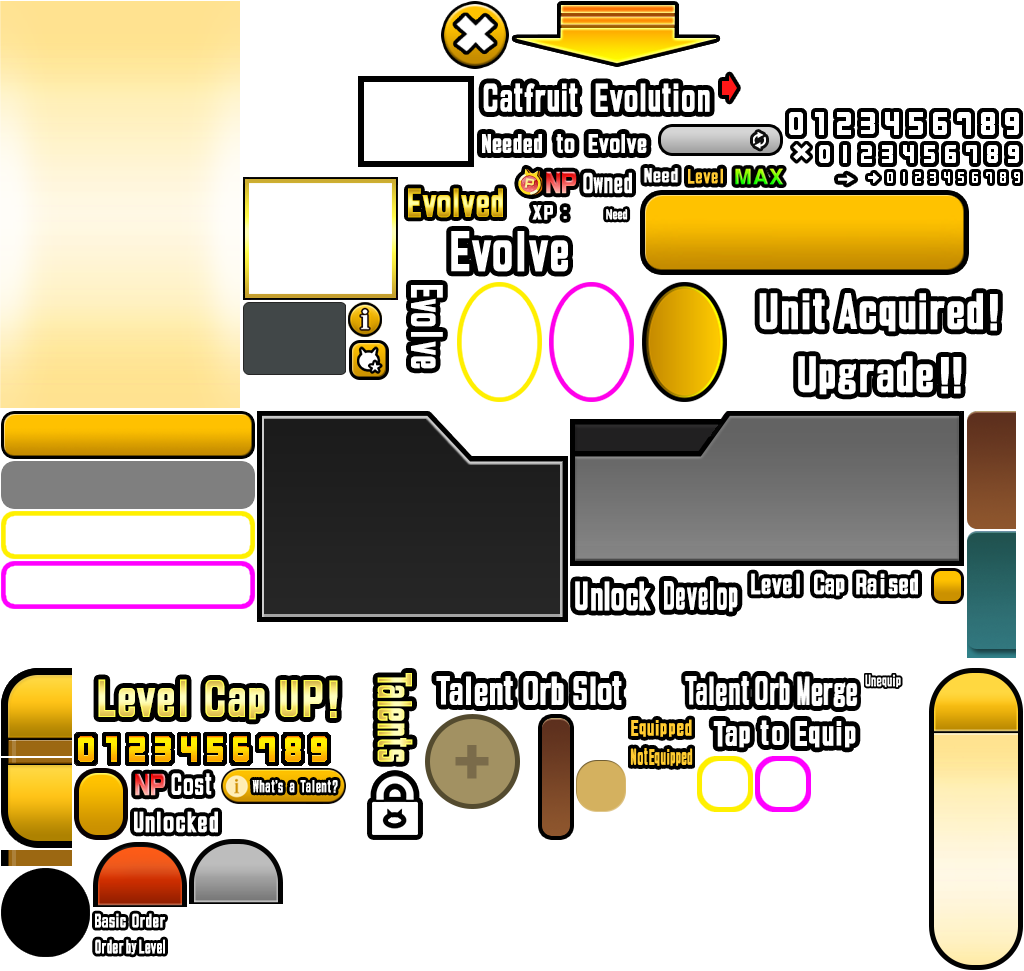 Catfruit Evolution
Needed to Evolve
0123456789
×0123456789
0123456789
NP Owned
Need Level MAX
Evolved
XP:
Need
Evolve
Evolve
i
Unit Acquired!
Upgrade!!
Unlock Develop
Level Cap Raised
Level Cap UP!
0123456789
NP Cost
i What's a Talent?
Unlocked
Talents
Talent Orb Slot
Talent Orb Merge
Unequip
Equipped
Not Equipped
Tap to Equip
Basic Order
Order by Level